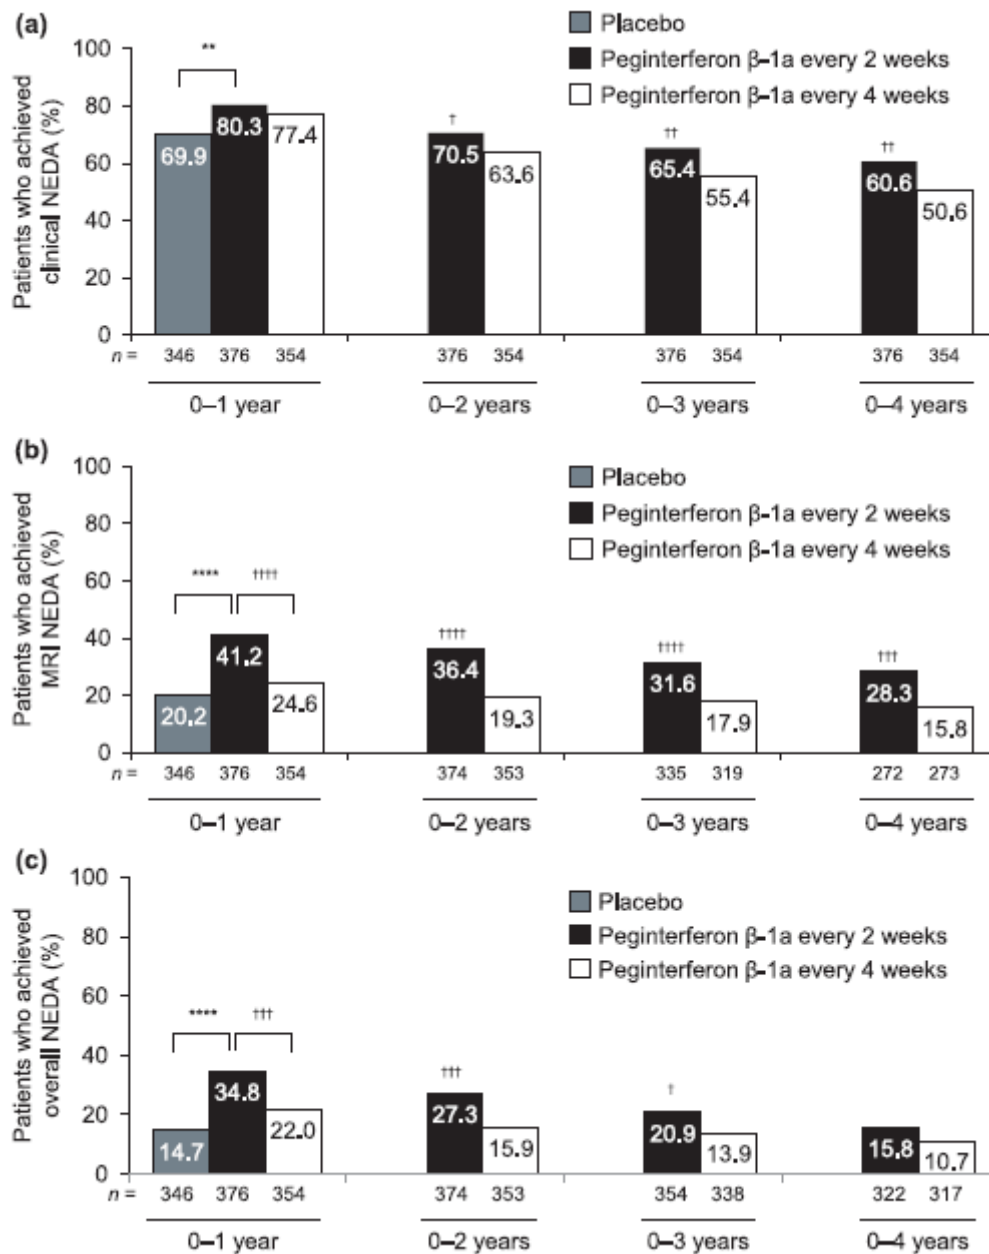 (a)
Placebo
Peginterferon β-1a every 2 weeks
Peginterferon β-1a every 4 weeks
Patients who achieved
clinical NEDA (%)
100
80
60
40
20
0
**
† †† ††
69.9 80.3 77.4 70.5 63.6 65.4 55.4 60.6 50.6
n = 346 376 354 376 354 376 354 376 354
0–1 year 0–2 years 0–3 years 0–4 years
(b)
Placebo
Peginterferon β-1a every 2 weeks
Peginterferon β-1a every 4 weeks
Patients who achieved
MRI NEDA (%)
100
80
60
40
20
0
**** ††††
†††† †††† †††
20.2 41.2 24.6 36.4 19.3 31.6 17.9 28.3 15.8
n = 346 376 354 374 353 335 319 272 273
0–1 year 0–2 years 0–3 years 0–4 years
(c)
Placebo
Peginterferon β-1a every 2 weeks
Peginterferon β-1a every 4 weeks
Patients who achieved
overall NEDA (%)
100
80
60
40
20
0
**** †††
††† †
14.7 34.8 22.0 27.3 15.9 20.9 13.9 15.8 10.7
n = 346 376 354 374 353 354 338 322 317
0–1 year 0–2 years 0–3 years 0–4 years